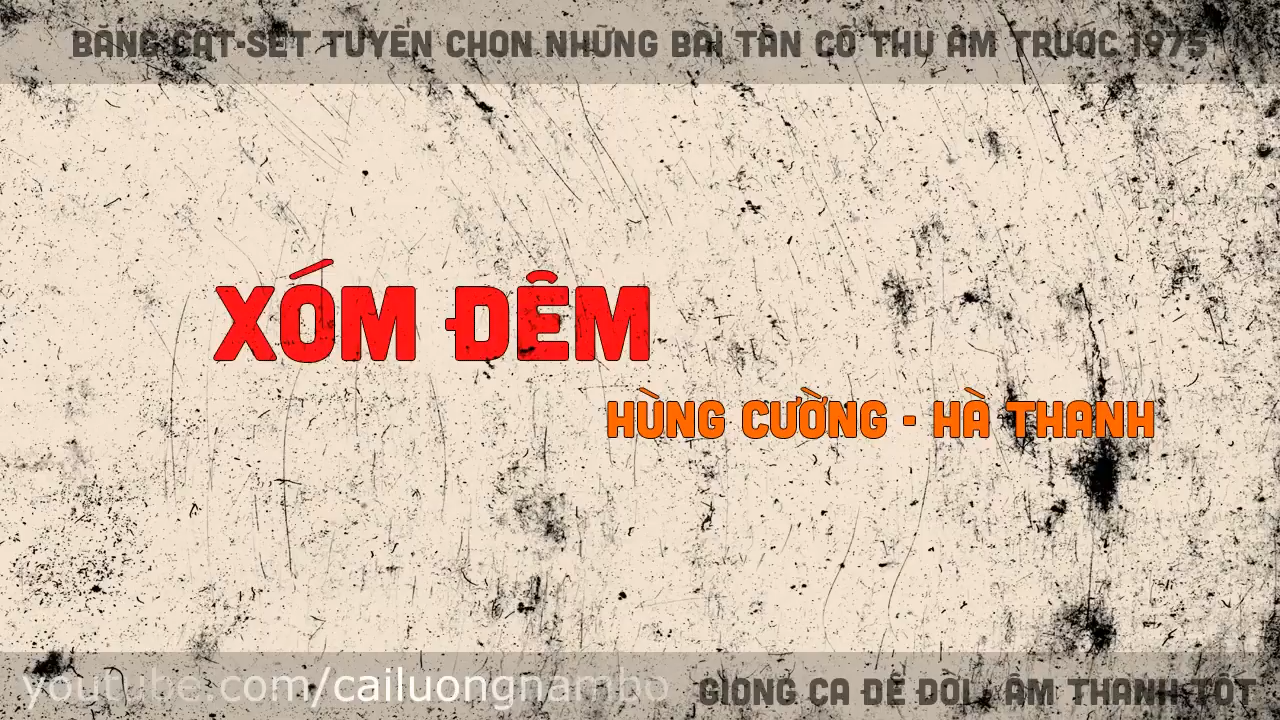 BĂNG CẠT-SÉT TUYỂN CHỌN NHỮNG BÀI TÂN CỔ THU ÂM TRƯỚC 1975
XÓM ĐÊM
HÙNG CƯỜNG - HÀ THANH
youtube.com/cailuongnambo
GIỌNG CA ĐỂ ĐỜI, ÂM THANH TỐT